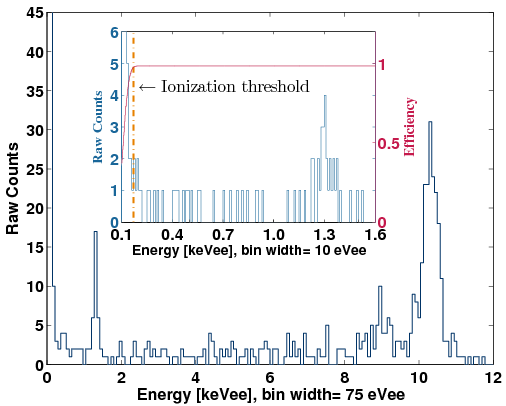 45
40
35
30
25
20
15
10
5
0
Raw Counts
0 2 4 6 8 10 12
Energy [keVee], bin width= 75 eVee
6
5
4
3
2
1
0
Raw Counts
← Ionization threshold
1
0.5
0
Efficiency
0.1 0.4 0.7 1.0 1.3 1.6
Energy [keVee], bin width= 10 eVee